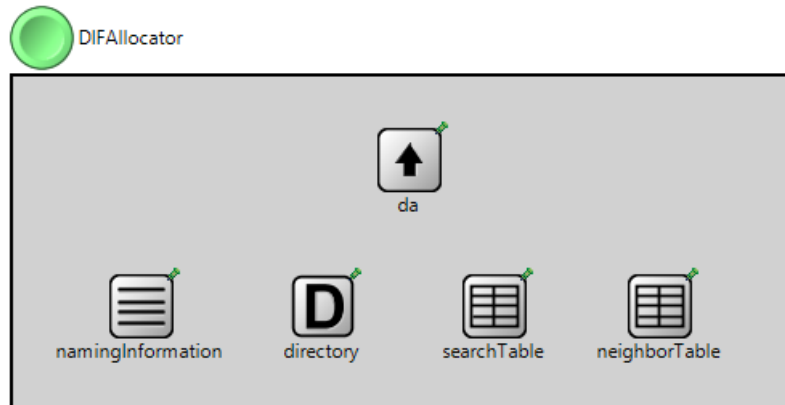 DIFAllocator
da
namingInformation
D
directory
searchTable
neighborTable